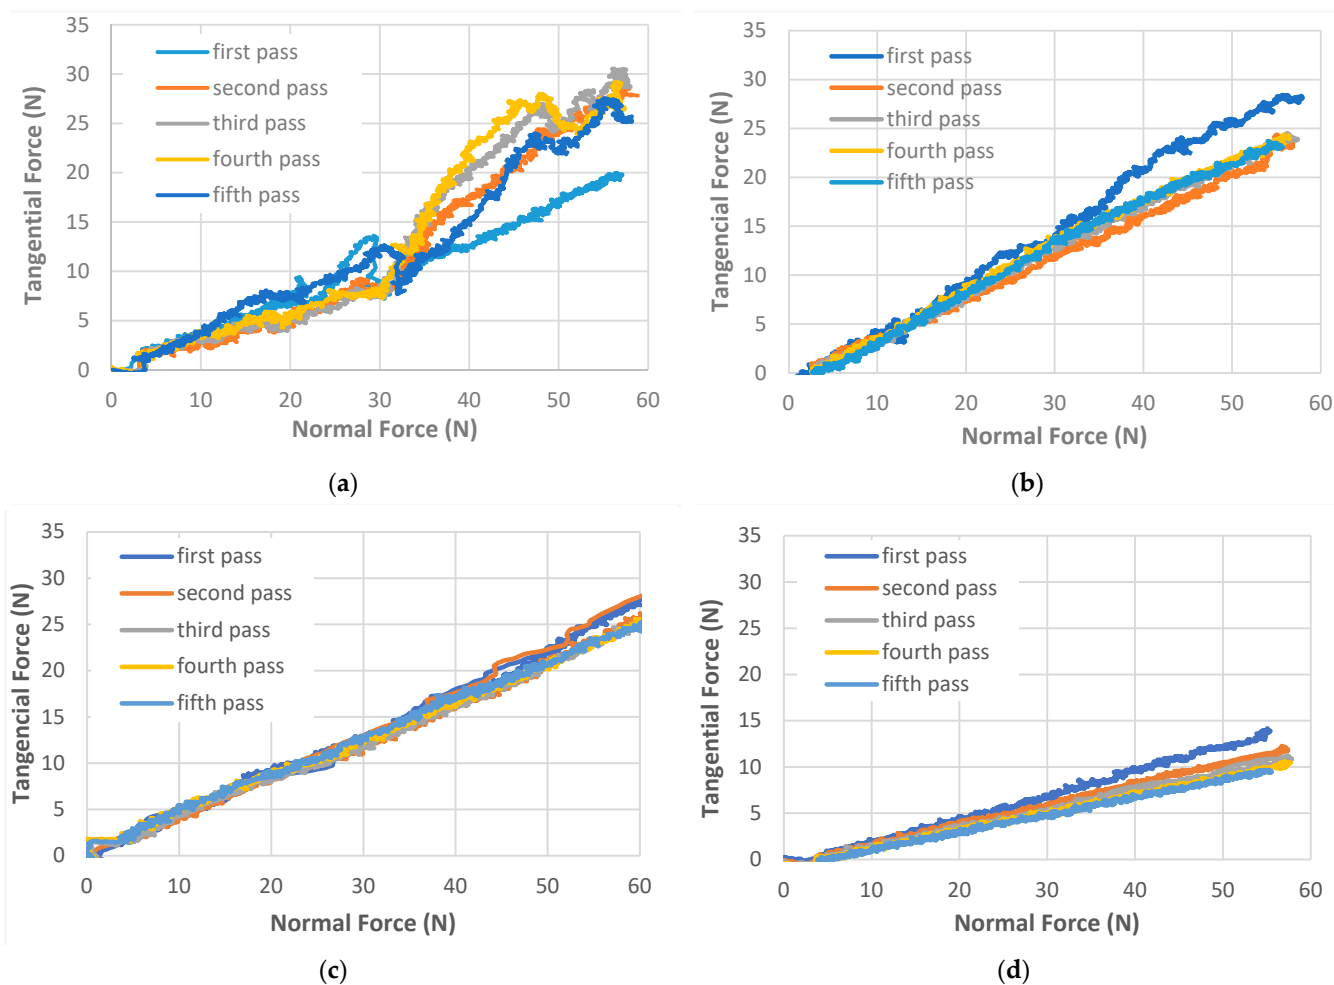 35
30
25
20
15
10
5
0
Tangential Force (N)
first pass
second pass
third pass
fourth pass
fifth pass
0 10 20 30 40 50 60
Normal Force (N)
(a)
35
30
25
20
15
10
5
0
Tangencial Force (N)
first pass
second pass
third pass
fourth pass
fifth pass
0 10 20 30 40 50 60
Normal Force (N)
(b)
35
30
25
20
15
10
5
0
Tangencial Force (N)
first pass
second pass
third pass
fourth pass
fifth pass
0 10 20 30 40 50 60
Normal Force (N)
(c)
35
30
25
20
15
10
5
0
Tangential Force (N)
first pass
second pass
third pass
fourth pass
fifth pass
0 10 20 30 40 50 60
Normal Force (N)
(d)